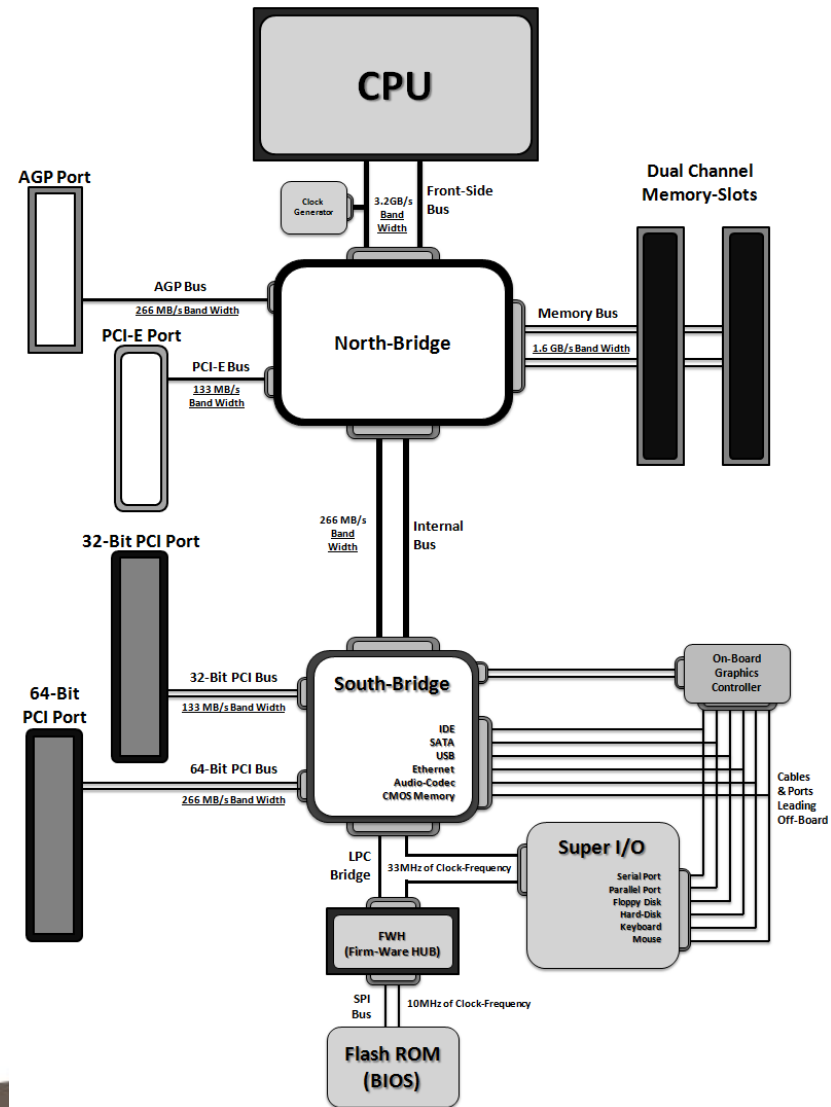 CPU
AGP Port
Dual Channel
Memory-Slots
Clock
Generator
3.2GB/s
Band
Width
Front-Side
Bus
AGP Bus
266 MB/s Band Width
North-Bridge
Memory Bus
1.6 GB/s Band Width
PCI-E Port
PCI-E Bus
133 MB/s
Band Width
266 MB/s
Band
Width
Internal
Bus
32-Bit PCI Port
32-Bit PCI Bus
133 MB/s Band Width
64-Bit
PCI Port
64-Bit PCI Bus
266 MB/s Band Width
South-Bridge
IDE
SATA
USB
Ethernet
Audio-Codec
CMOS Memory
On-Board
Graphics
Controller
Cables
& Ports
Leading
Off-Board
LPC
Bridge
33MHz of Clock-Frequency
Super I/O
Serial Port
Parallel Port
Floppy Disk
Hard-Disk
Keyboard
Mouse
FWH
(Firm-Ware HUB)
SPI
Bus
10MHz of Clock-Frequency
Flash ROM
(BIOS)